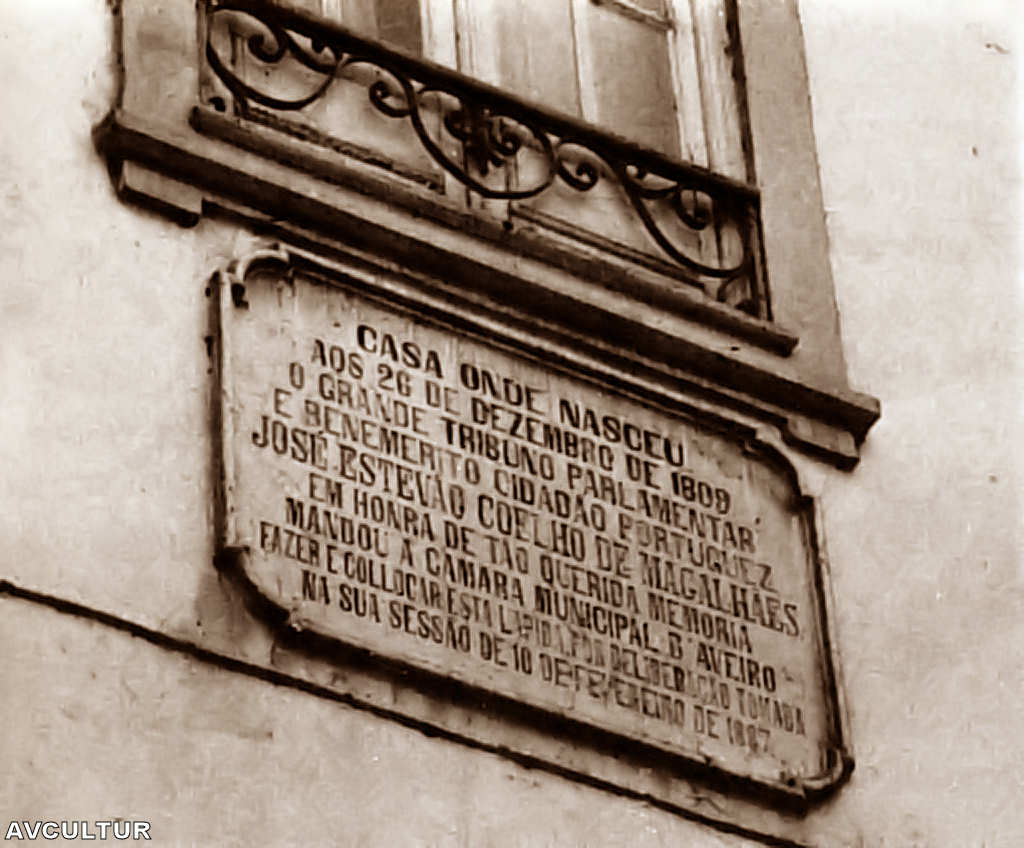 CASA ONDE NASCEU
AOS 26 DE DEZEMBRO DE 1809
O GRANDE TRIBUNO PARLAMENTAR
E BENEMERITO CIDADÃO PORTUGUEZ
JOSÉ ESTEVÃO COELHO DE MAGALHÃES.
EM HONRA DE TÃO QUERIDA MEMORIA
MANDOU A CAMARA MUNICIPAL D'AVEIRO
FAZER E COLLOCAR ESTA LAPIDA, POR DELIBERAÇÃO TOMADA
NA SUA SESSÃO DE 10 DE FEVEREIRO DE
AVCULTUR